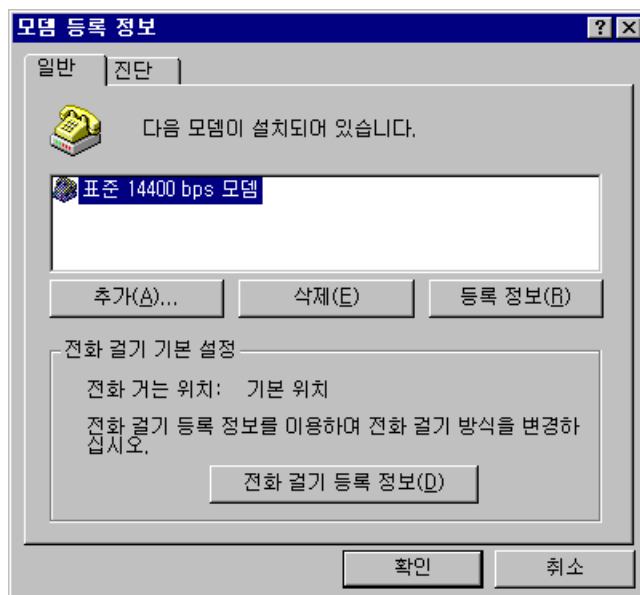 모뎀 등록 정보
일반
진단
다음 모뎀이 설치되어 있습니다.
표준 14400 bps 모뎀
추가(A)...
삭제(E)
등록 정보(R)
전화 걸기 기본 설정
전화 거는 위치: 기본 위치
전화 걸기 등록 정보를 이용하여 전화 걸기 방식을 변경하
십시오.
전화 걸기 등록 정보(D)
확인
취소